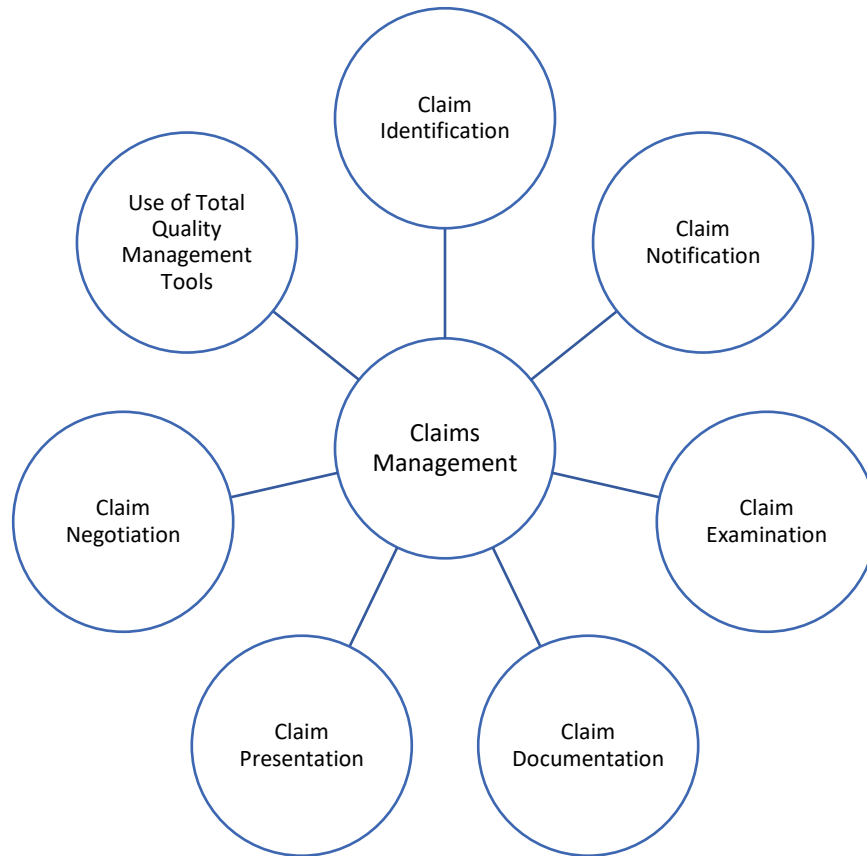 Claim
Identification
Claim
Notification
Claim
Examination
Claim
Documentation
Claim
Presentation
Claim
Negotiation
Use of Total
Quality
Management
Tools
Claims
Management